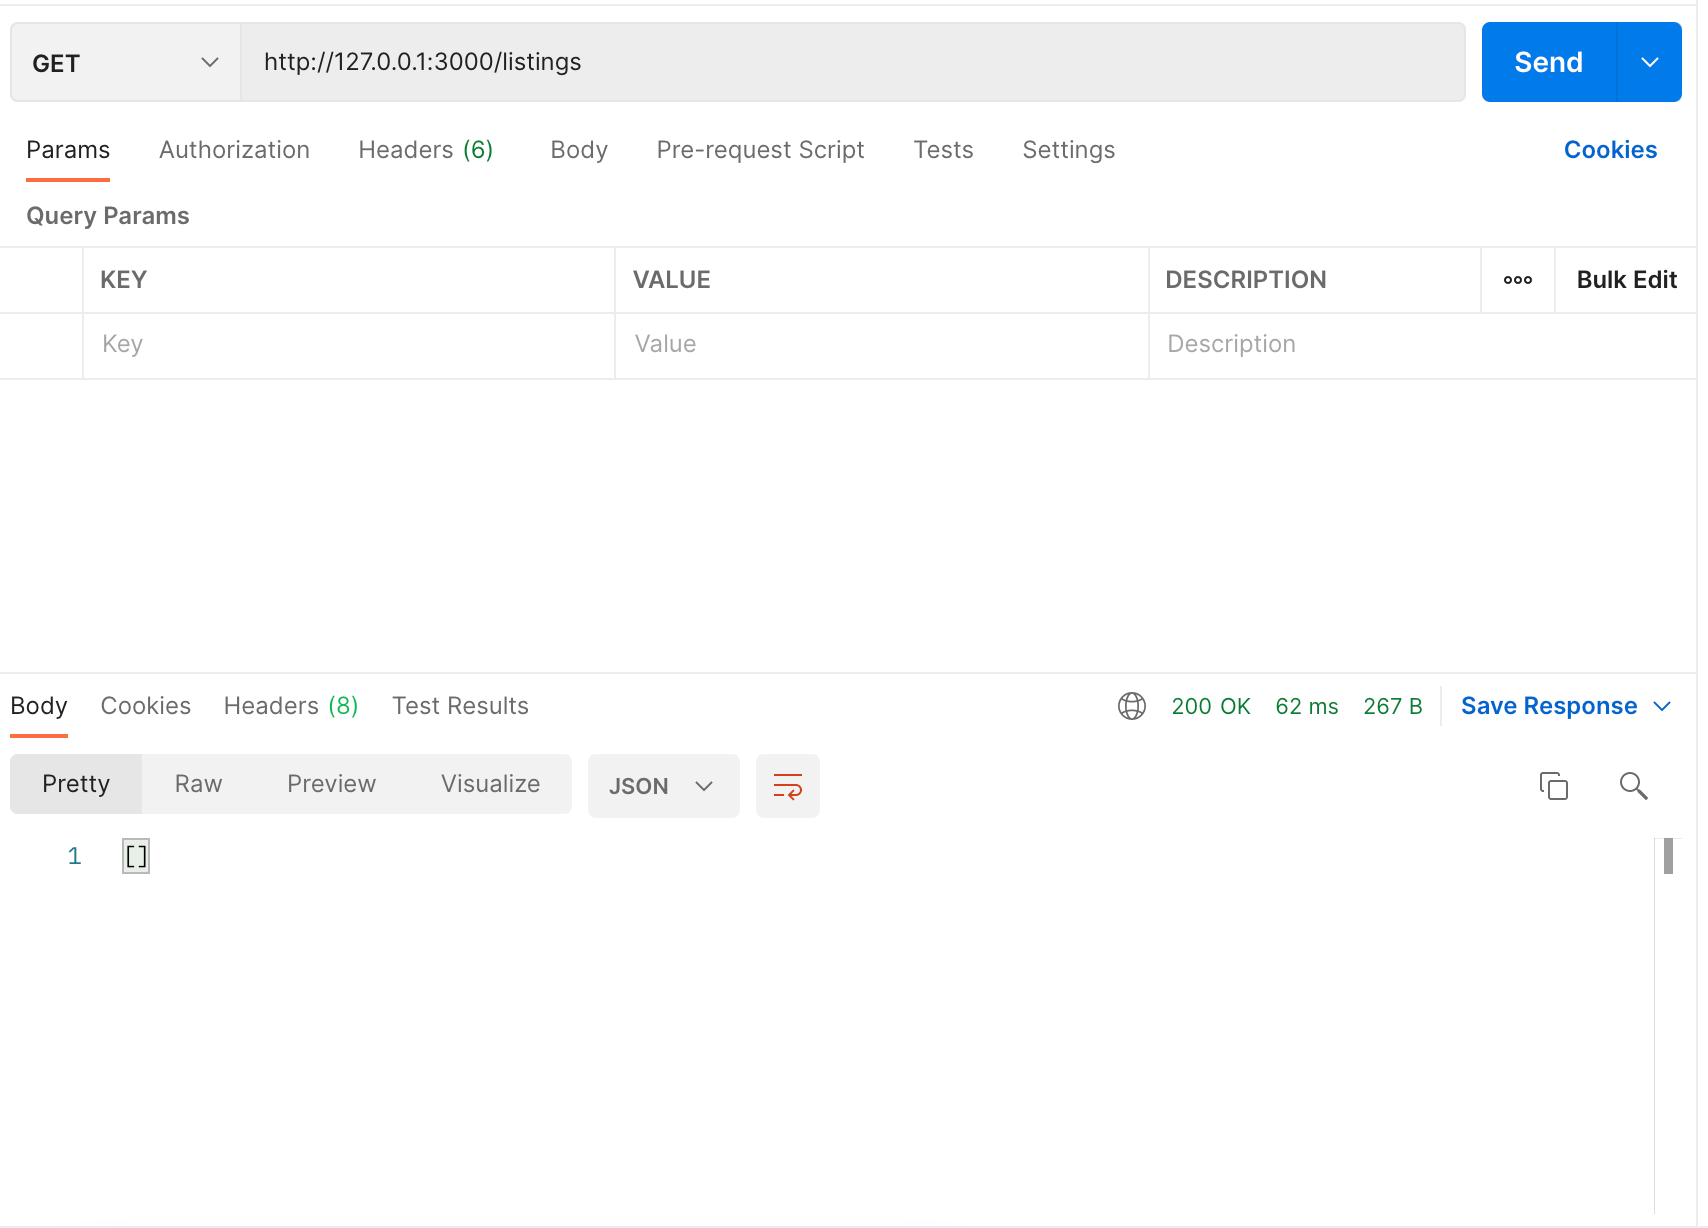 GET http://127.0.0.1:3000/listings Send
Params Authorization Headers (6) Body Pre-request Script Tests Settings Cookies
Query Params
KEY VALUE DESCRIPTION Bulk Edit
Key Value Description
Body Cookies Headers (8) Test Results 200 OK 62 ms 267 B Save Response
Pretty Raw Preview Visualize JSON
1 []